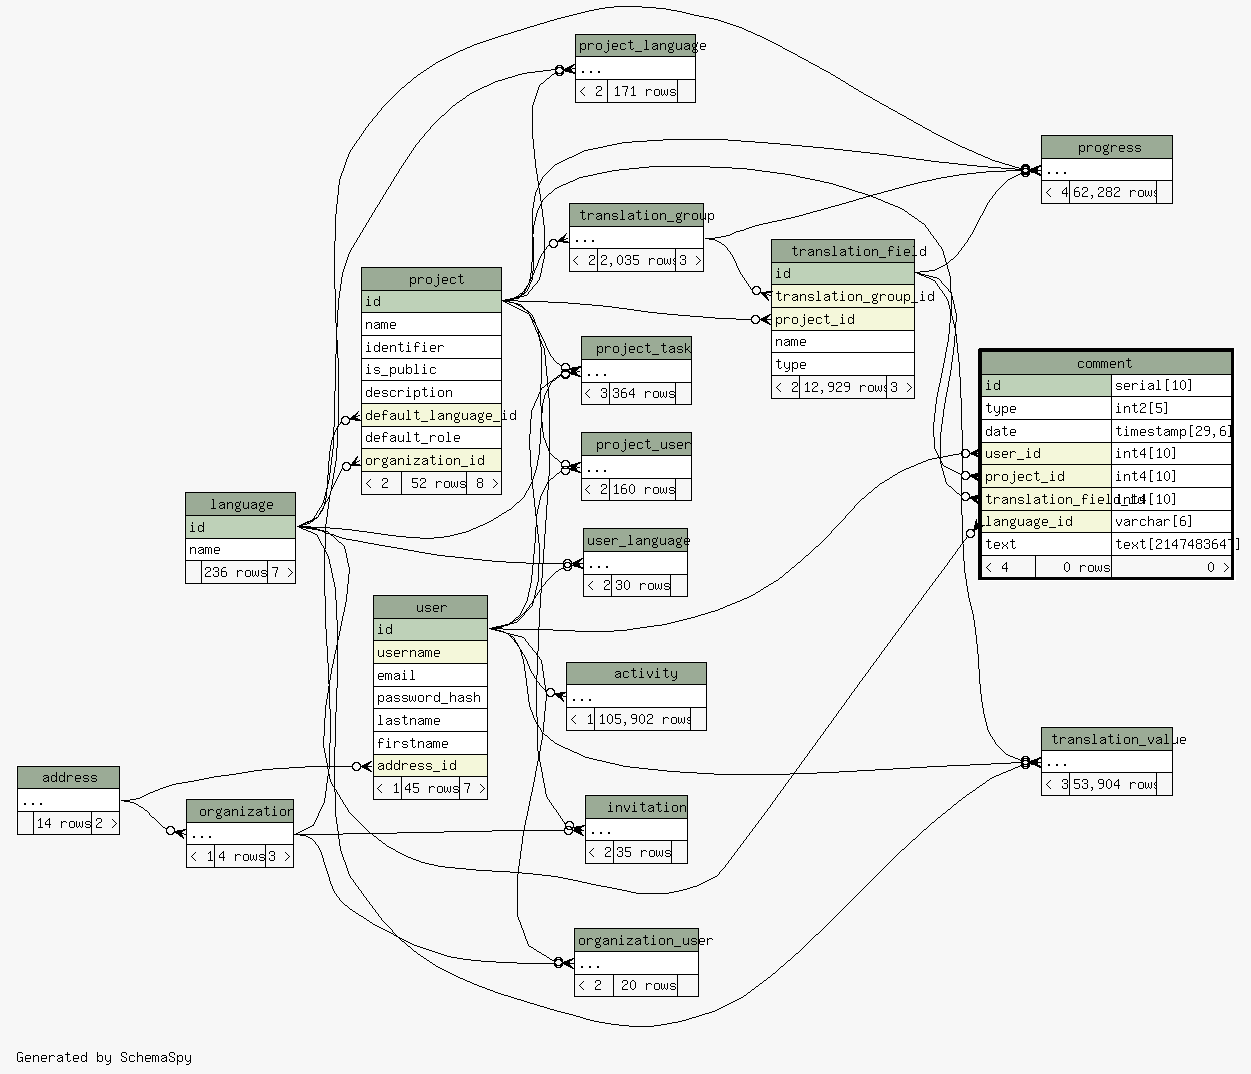 project_language
...
< 2 171 rows
progress
...
< 4 62,282 rows
translation_group
...
< 2 2,035 rows 3 >
translation_field
id
translation_group_id
project_id
name
type
< 2 12,929 rows 3 >
project
id
name
identifier
is_public
description
default_language_id
default_role
organization_id
< 2 52 rows 8 >
project_task
...
< 3 364 rows
comment
id serial[10]
type int2[5]
date timestamp[29,6]
user_id int4[10]
project_id int4[10]
translation_field_id int4[10]
language_id varchar[6]
text text[2147483647]
< 4 0 rows 0 >
project_user
...
< 2 160 rows
language
id
name
236 rows 7 >
user_language
...
< 2 30 rows
user
id
username
email
password_hash
lastname
firstname
address_id
< 1 45 rows 7 >
activity
...
< 1 105,902 rows
translation_value
...
< 3 53,904 rows
address
...
14 rows 2 >
organization
...
< 1 4 rows 3 >
invitation
...
< 2 35 rows
organization_user
...
< 2 20 rows
Generated by SchemaSpy